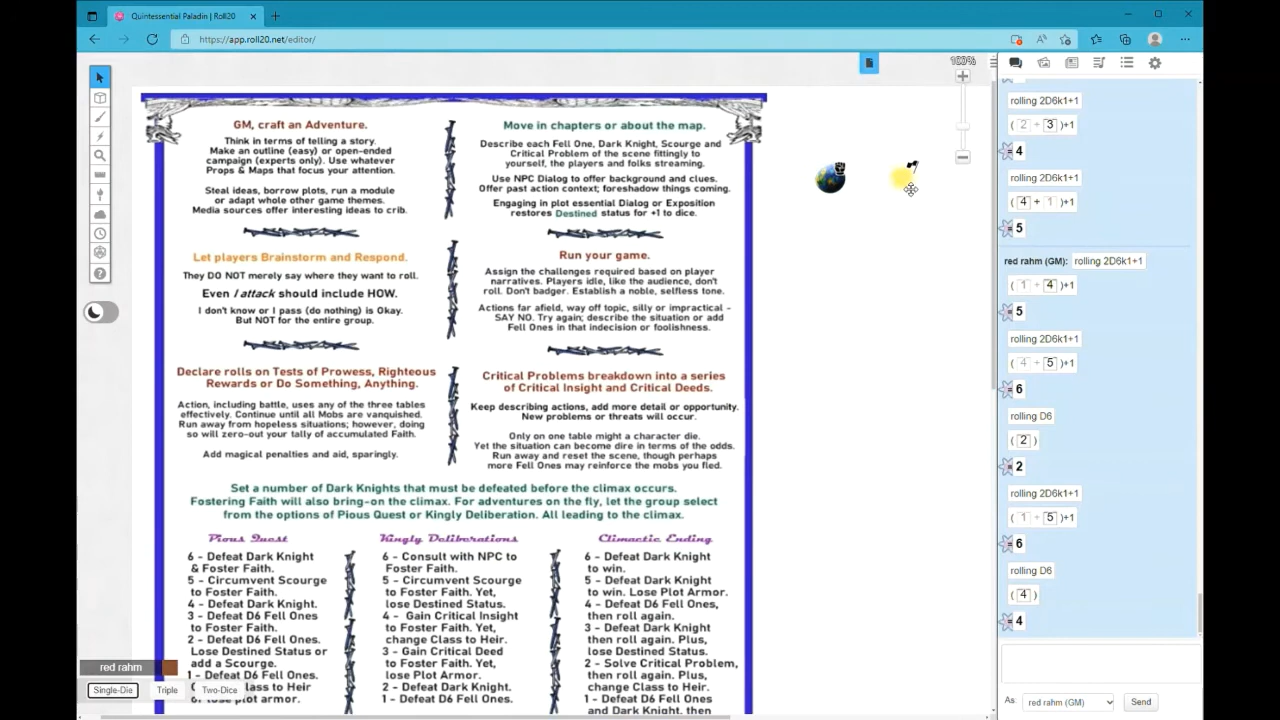 Quintessential Paladin | Roll20
https://app.roll20.net/editor/
100%
GM, craft an Adventure.
Think in terms of telling a story.
Make an outline (easy) or open-ended
campaign (experts only). Use whatever
Props & Maps that focus your attention.
Steal ideas, borrow plots, run a module
or adapt whole other game themes.
Media sources offer interesting ideas to crib.
Move in chapters or about the map.
Describe each Fell One, Dark Knight, Scourge and
Critical Problem of the scene fittingly to
yourself, the players and folks streaming.
Use NPC Dialog to offer background and clues.
Offer past action context; foreshadow things coming.
Engaging in plot essential Dialog or Exposition
restores Destined status for +1 to dice.
Let players Brainstorm and Respond.
They DO NOT merely say where they want to roll.
Even I attack should include HOW.
I don't know or I pass (do nothing) is Okay.
But NOT for the entire group.
Run your game.
Assign the challenges required based on player
narratives. Players idle, like the audience, don't
roll. Don't badger. Establish a noble, selfless tone.
Actions far afield, way off topic, silly or impractical -
SAY NO. Try again; describe the situation or add
Fell Ones in that indecision or foolishness.
Declare rolls on Tests of Prowess, Righteous
Rewards or Do Something, Anything.
Action, including battle, uses any of the three tables
effectively. Continue until all Mobs are vanquished.
Run away from hopeless situations; however, doing
so will zero-out your tally of accumulated Faith.
Add magical penalties and aid, sparingly.
Critical Problems breakdown into a series
of Critical Insight and Critical Deeds.
Keep describing actions, add more detail or opportunity.
New problems or threats will occur.
Only on one table might a character die.
Yet the situation can become dire in terms of the odds.
Run away and reset the scene, though perhaps
more Fell Ones may reinforce the mobs you fled.
Set a number of Dark Knights that must be defeated before the climax occurs.
Fostering Faith will also bring-on the climax. For adventures on the fly, let the group select
from the options of Pious Quest or Kingly Deliberation. All leading to the climax.
Pious Quest
6 - Defeat Dark Knight
& Foster Faith.
5 - Circumvent Scourge
to Foster Faith.
4 - Defeat Dark Knight.
3 - Defeat D6 Fell Ones
to Foster Faith.
2 - Defeat D6 Fell Ones.
Lose Destined Status or
add a Scourge.
1 - Defeat D6 Fell Ones.
lass to Heir
or lose plot armor.
Kingly Deliberations
6 - Consult with NPC to
Foster Faith.
5 - Circumvent Scourge
to Foster Faith. Yet,
lose Destined Status.
4 - Gain Critical Insight
to Foster Faith. Yet,
change Class to Heir.
3 - Gain Critical Deed
to Foster Faith. Yet,
lose Plot Armor.
2 - Defeat Dark Knight.
1 - Defeat D6 Fell Ones.
Climactic Ending
6 - Defeat Dark Knight
to win.
5 - Defeat Dark Knight
to win. Lose Plot Armor.
4 - Defeat D6 Fell Ones,
then roll again.
3 - Defeat Dark Knight
then roll again. Plus,
lose Destined Status.
2 - Solve Critical Problem,
then roll again. Plus,
change Class to Heir.
1 - Defeat D6 Fell Ones
and Dark Knight, then
red rahm
Single-Die Triple Two-Dice
rolling 2D6k1+1
(2 + 3)+1
=4
rolling 2D6k1+1
(4 + 1)+1
=5
red rahm (GM): rolling 2D6k1+1
(1 + 4)+1
=5
rolling 2D6k1+1
(4 + 5)+1
=6
rolling D6
(2)
=2
rolling 2D6k1+1
(1 + 5)+1
=6
rolling D6
(4)
=4
As: red rahm (GM) Send